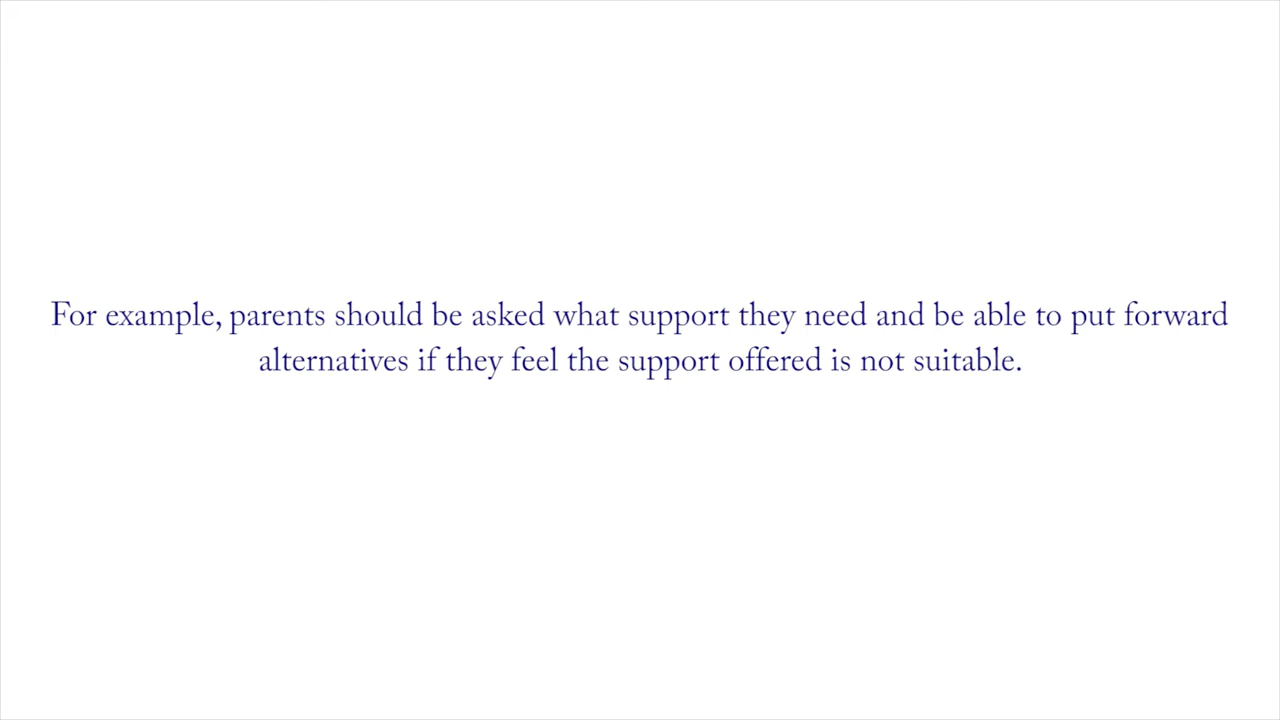 For example, parents should be asked what support they need and be able to put forward
alternatives if they feel the support offered is not suitable.